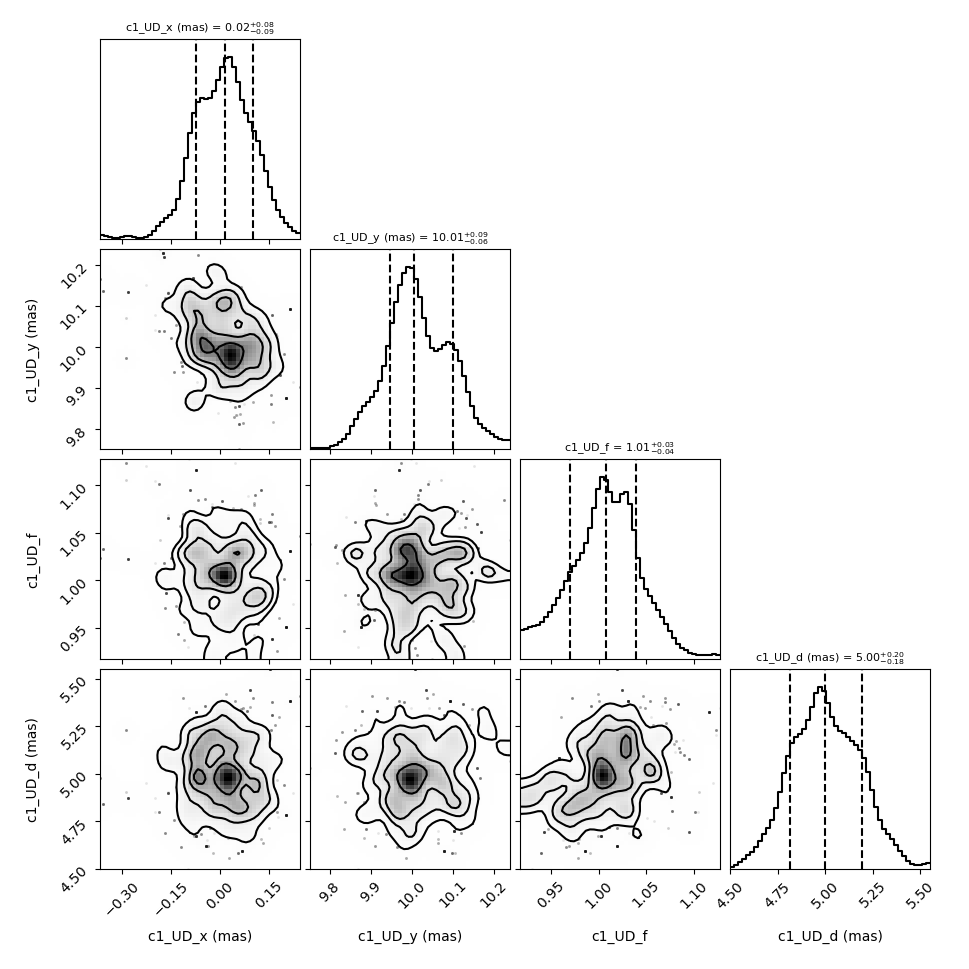 c1_UD_x (mas) = 0.02+0.08−0.09
c1_UD_y (mas) = 10.01+0.09−0.06
10.2
10.1
10.0
9.9
9.8
c1_UD_y (mas)
c1_UD_f = 1.01+0.03−0.04
1.10
1.05
1.00
0.95
c1_UD_f
c1_UD_d (mas) = 5.00+0.20−0.18
5.50
5.25
5.00
4.75
4.50
c1_UD_d (mas)
−0.30 −0.15 0.00 0.15 9.8 9.9 10.0 10.1 10.2 0.95 1.00 1.05 1.10 4.50 4.75 5.00 5.25 5.50
c1_UD_x (mas) c1_UD_y (mas) c1_UD_f c1_UD_d (mas)